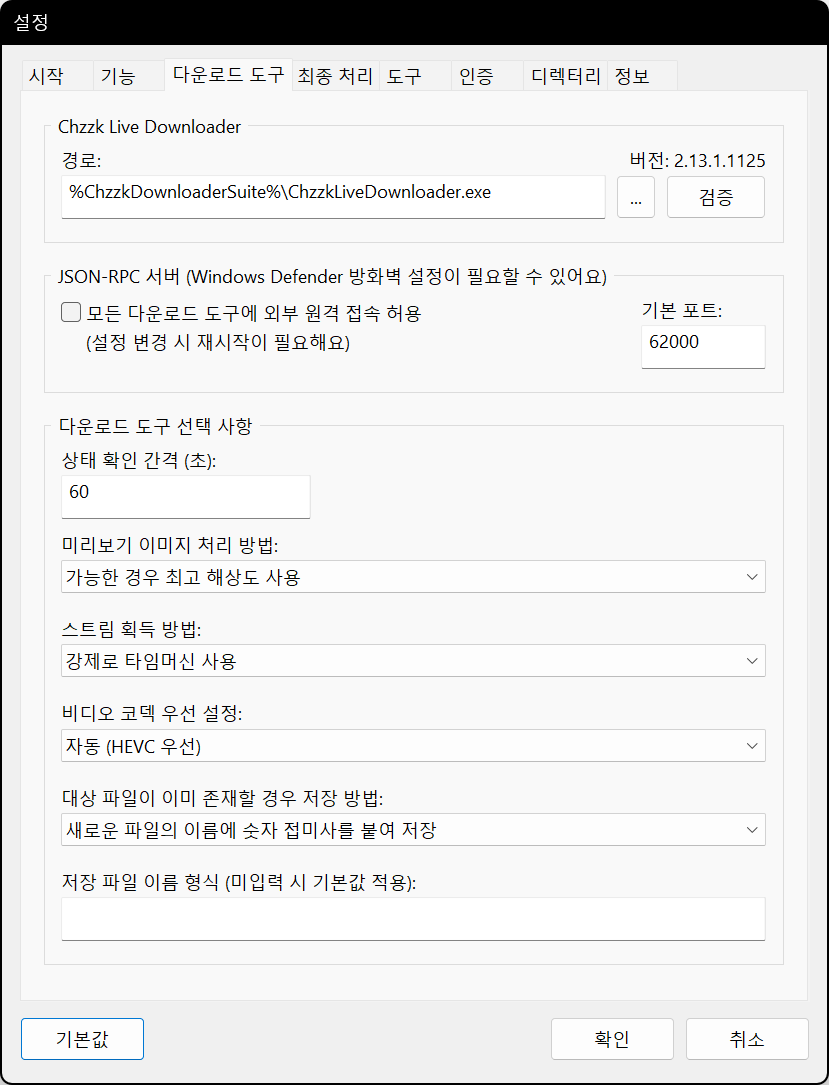 설정
시작 기능 다운로드 도구 최종 처리 도구 인증 디렉터리 정보
Chzzk Live Downloader
경로: 버전: 2.13.1.1125
%ChzzkDownloaderSuite%\ChzzkLiveDownloader.exe ... 검증
JSON-RPC 서버 (Windows Defender 방화벽 설정이 필요할 수 있어요)
모든 다운로드 도구에 외부 원격 접속 허용 기본 포트:
(설정 변경 시 재시작이 필요해요) 62000
다운로드 도구 선택 사항
상태 확인 간격 (초):
60
미리보기 이미지 처리 방법:
가능한 경우 최고 해상도 사용
스트림 획득 방법:
강제로 타임머신 사용
비디오 코덱 우선 설정:
자동 (HEVC 우선)
대상 파일이 이미 존재할 경우 저장 방법:
새로운 파일의 이름에 숫자 접미사를 붙여 저장
저장 파일 이름 형식 (미입력 시 기본값 적용):
기본값 확인 취소